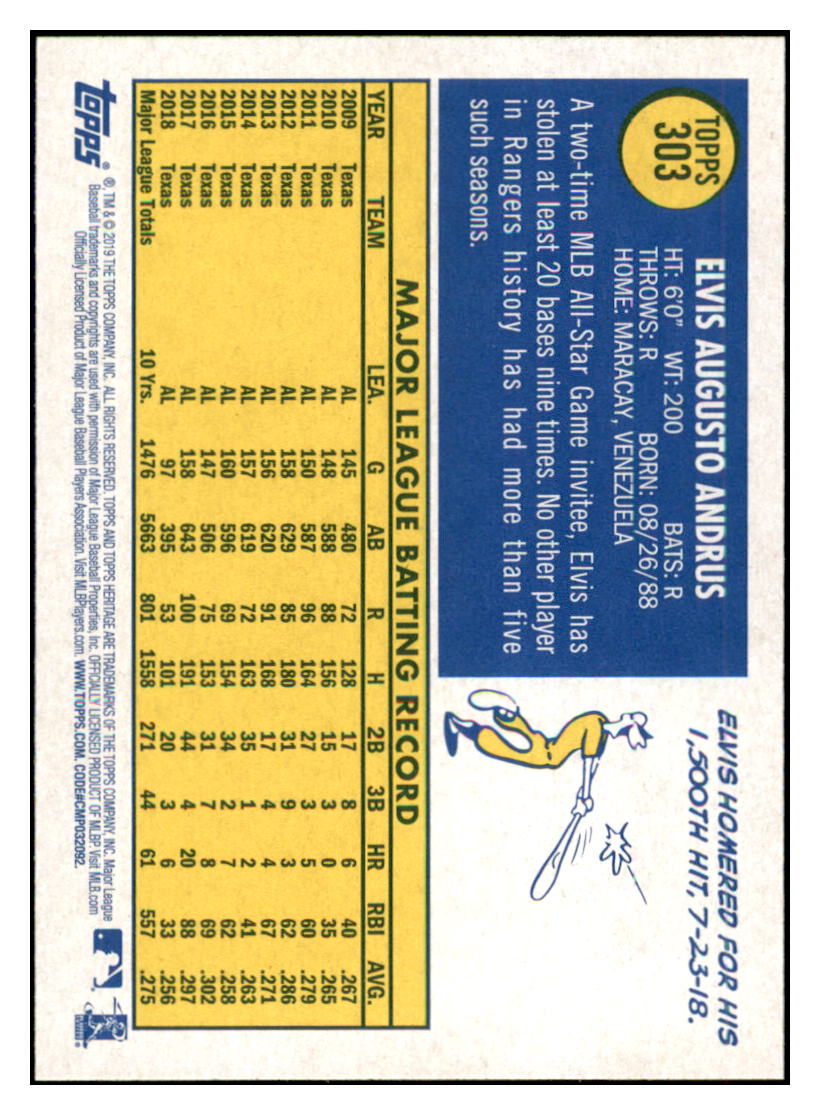 TOPPS
303
ELVIS AUGUSTO ANDRUS
HT: 6'0" WT: 200 BATS: R
THROWS: R BORN: 08/26/88
HOME: MARACAY, VENEZUELA
A two-time MLB All-Star Game invitee, Elvis has
stolen at least 20 bases nine times. No other player
in Rangers history has had more than five
such seasons.
ELVIS HOMERED FOR HIS
1,500TH HIT, 7-23-18.
MAJOR LEAGUE BATTING RECORD
YEAR TEAM LEA. G AB R H 2B 3B HR RBI AVG.
2009 Texas AL 145 480 72 128 17 8 6 40 .267
2010 Texas AL 148 588 88 156 15 3 0 35 .265
2011 Texas AL 150 587 96 164 27 3 5 60 .279
2012 Texas AL 158 629 85 180 31 9 3 62 .286
2013 Texas AL 156 620 91 168 17 4 4 67 .271
2014 Texas AL 157 619 72 163 35 1 2 41 .263
2015 Texas AL 160 596 69 154 34 2 7 62 .258
2016 Texas AL 147 506 75 153 31 7 8 69 .302
2017 Texas AL 158 643 100 191 44 4 20 88 .297
2018 Texas AL 97 395 53 101 20 3 6 33 .256
Major League Totals 10 Yrs. 1476 5663 801 1558 271 44 61 557 .275
topps®
®, TM & © 2019 THE TOPPS COMPANY, INC. ALL RIGHTS RESERVED. TOPPS AND TOPPS HERITAGE ARE TRADEMARKS OF THE TOPPS COMPANY, INC. Major League
Baseball trademarks and copyrights are used with permission of Major League Baseball Properties, Inc. OFFICIALLY LICENSED PRODUCT OF MLBP. Visit MLB.com
Officially Licensed Product of Major League Baseball Players Association. Visit MLBPlayers.com. WWW.TOPPS.COM. CODE#CMP032092.